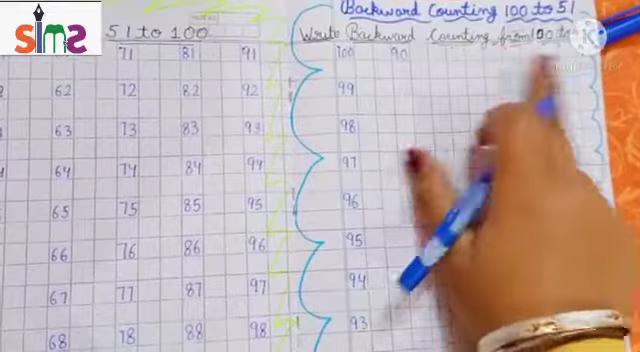 sims
51 to 100
71 81 91
62 72 82 92
63 73 83 93
64 74 84 94
65 75 85 95
66 76 86 96
67 77 87 97
68 78 88 98
Backward Counting 100 to 51
Write Backward Counting from 100 to
100 90
99
98
97
96
95
94
93